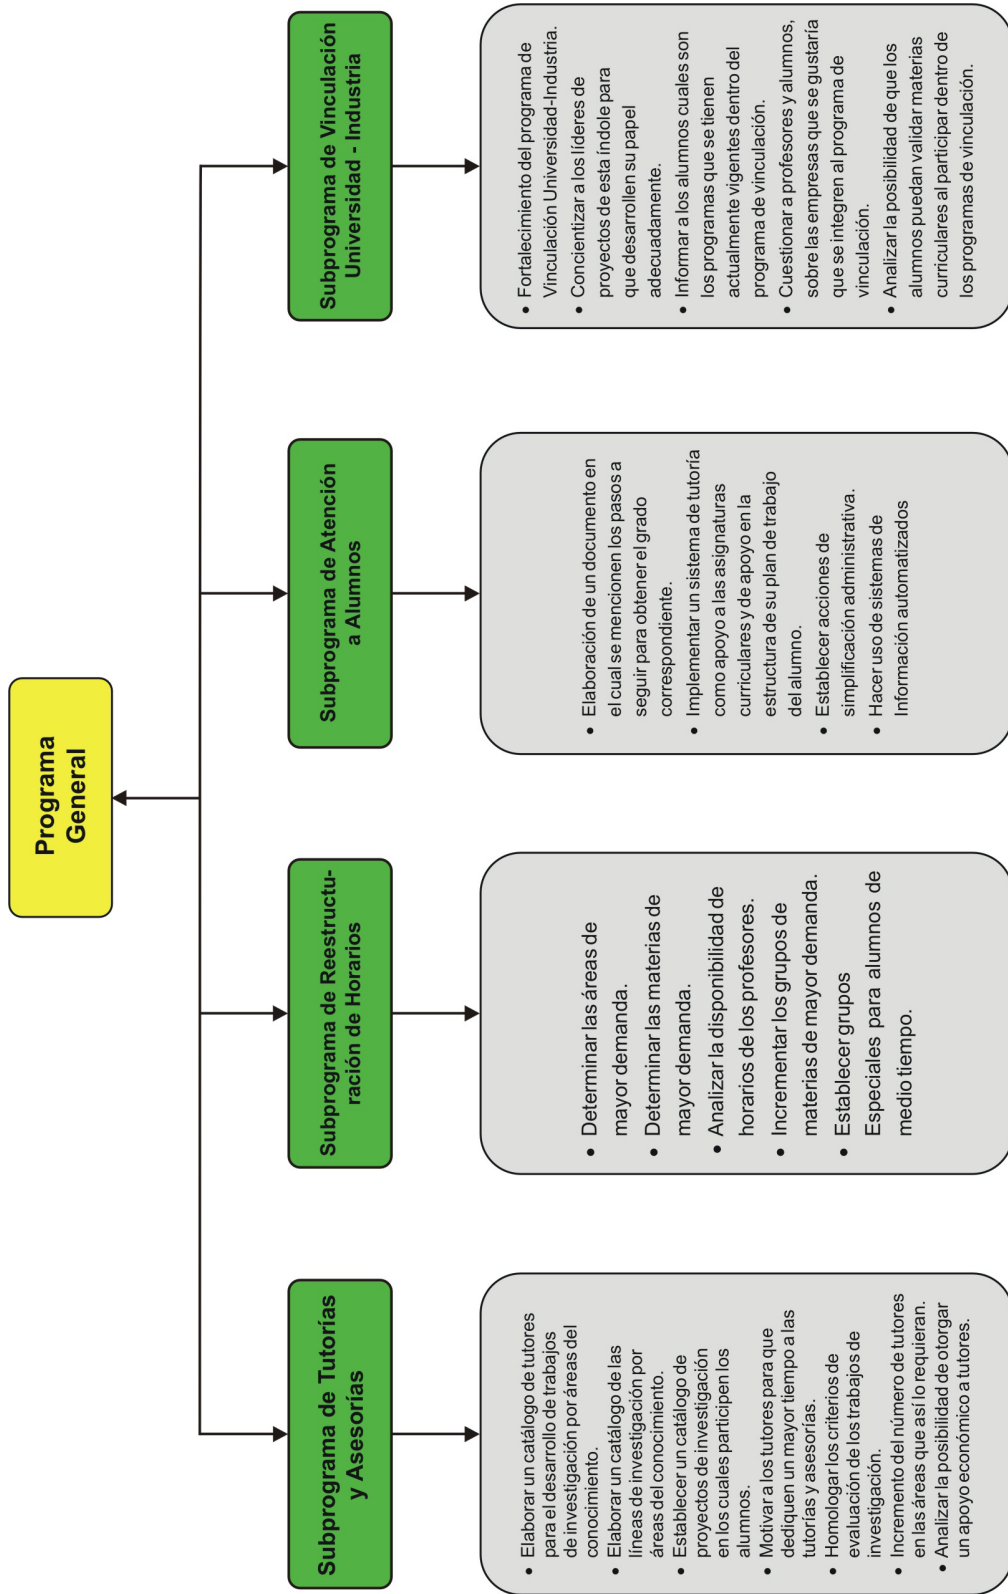 Programa
General
Subprograma de Tutorías
y Asesorías
• Elaborar un catálogo de tutores
para el desarrollo de trabajos
de investigación por áreas del
conocimiento.
• Elaborar un catálogo de las
líneas de investigación por
áreas del conocimiento.
• Establecer un catálogo de
proyectos de investigación
en los cuales participen los
alumnos.
• Motivar a los tutores para que
dediquen un mayor tiempo a las
tutorías y asesorías.
• Homologar los criterios de
evaluación de los trabajos de
investigación.
• Incremento del número de tutores
en las áreas que así lo requieran.
• Analizar la posibilidad de otorgar
un apoyo económico a tutores.
Subprograma de Reestructu-
ración de Horarios
• Determinar las áreas de
mayor demanda.
• Determinar las materias de
mayor demanda.
• Analizar la disponibilidad de
horarios de los profesores.
• Incrementar los grupos de
materias de mayor demanda.
• Establecer grupos
Especiales para alumnos de
medio tiempo.
Subprograma de Atención
a Alumnos
• Elaboración de un documento en
el cual se mencionen los pasos a
seguir para obtener el grado
correspondiente.
• Implementar un sistema de tutoría
como apoyo a las asignaturas
curriculares y de apoyo en la
estructura de su plan de trabajo
del alumno.
• Establecer acciones de
simplificación administrativa.
• Hacer uso de sistemas de
Información automatizados
Subprograma de Vinculación
Universidad - Industria
• Fortalecimiento del programa de
Vinculación Universidad-Industria.
• Concientizar a los líderes de
proyectos de esta índole para
que desarrollen su papel
adecuadamente.
• Informar a los alumnos cuales son
los programas que se tienen
actualmente vigentes dentro del
programa de vinculación.
• Cuestionar a profesores y alumnos,
sobre las empresas que se gustaría
que se integren al programa de
vinculación.
• Analizar la posibilidad de que los
alumnos puedan validar materias
curriculares al participar dentro de
los programas de vinculación.